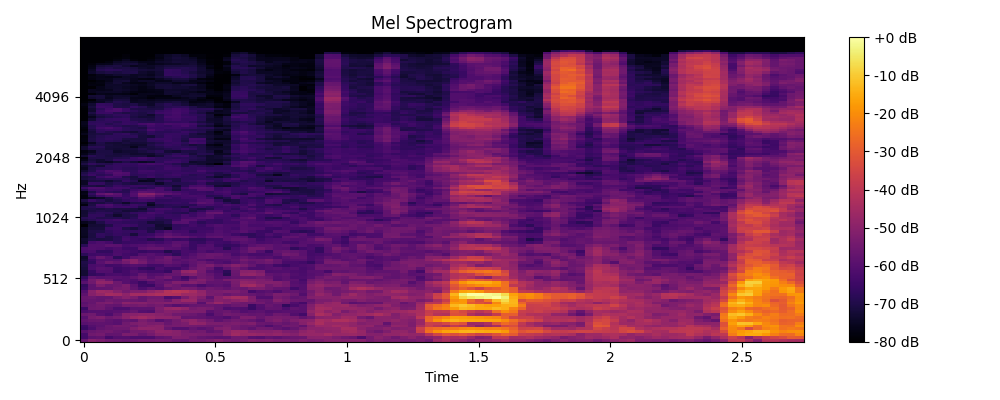 Mel Spectrogram
Hz
4096
2048
1024
512
0
0
0.5
1
1.5
2
2.5
Time
+0 dB
-10 dB
-20 dB
-30 dB
-40 dB
-50 dB
-60 dB
-70 dB
-80 dB